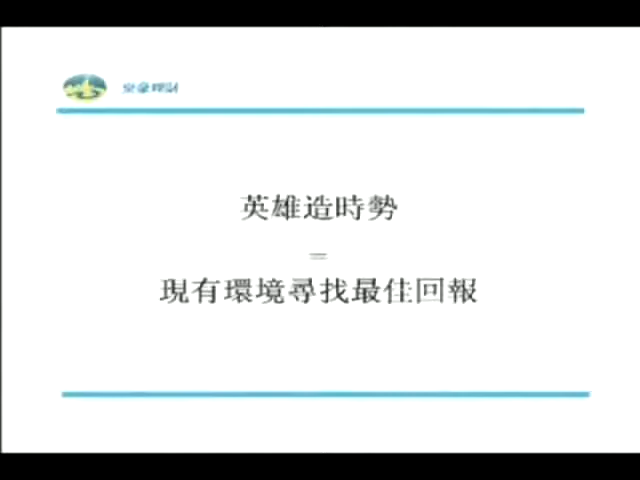 英雄造時勢
=
現有環境尋找最佳回報